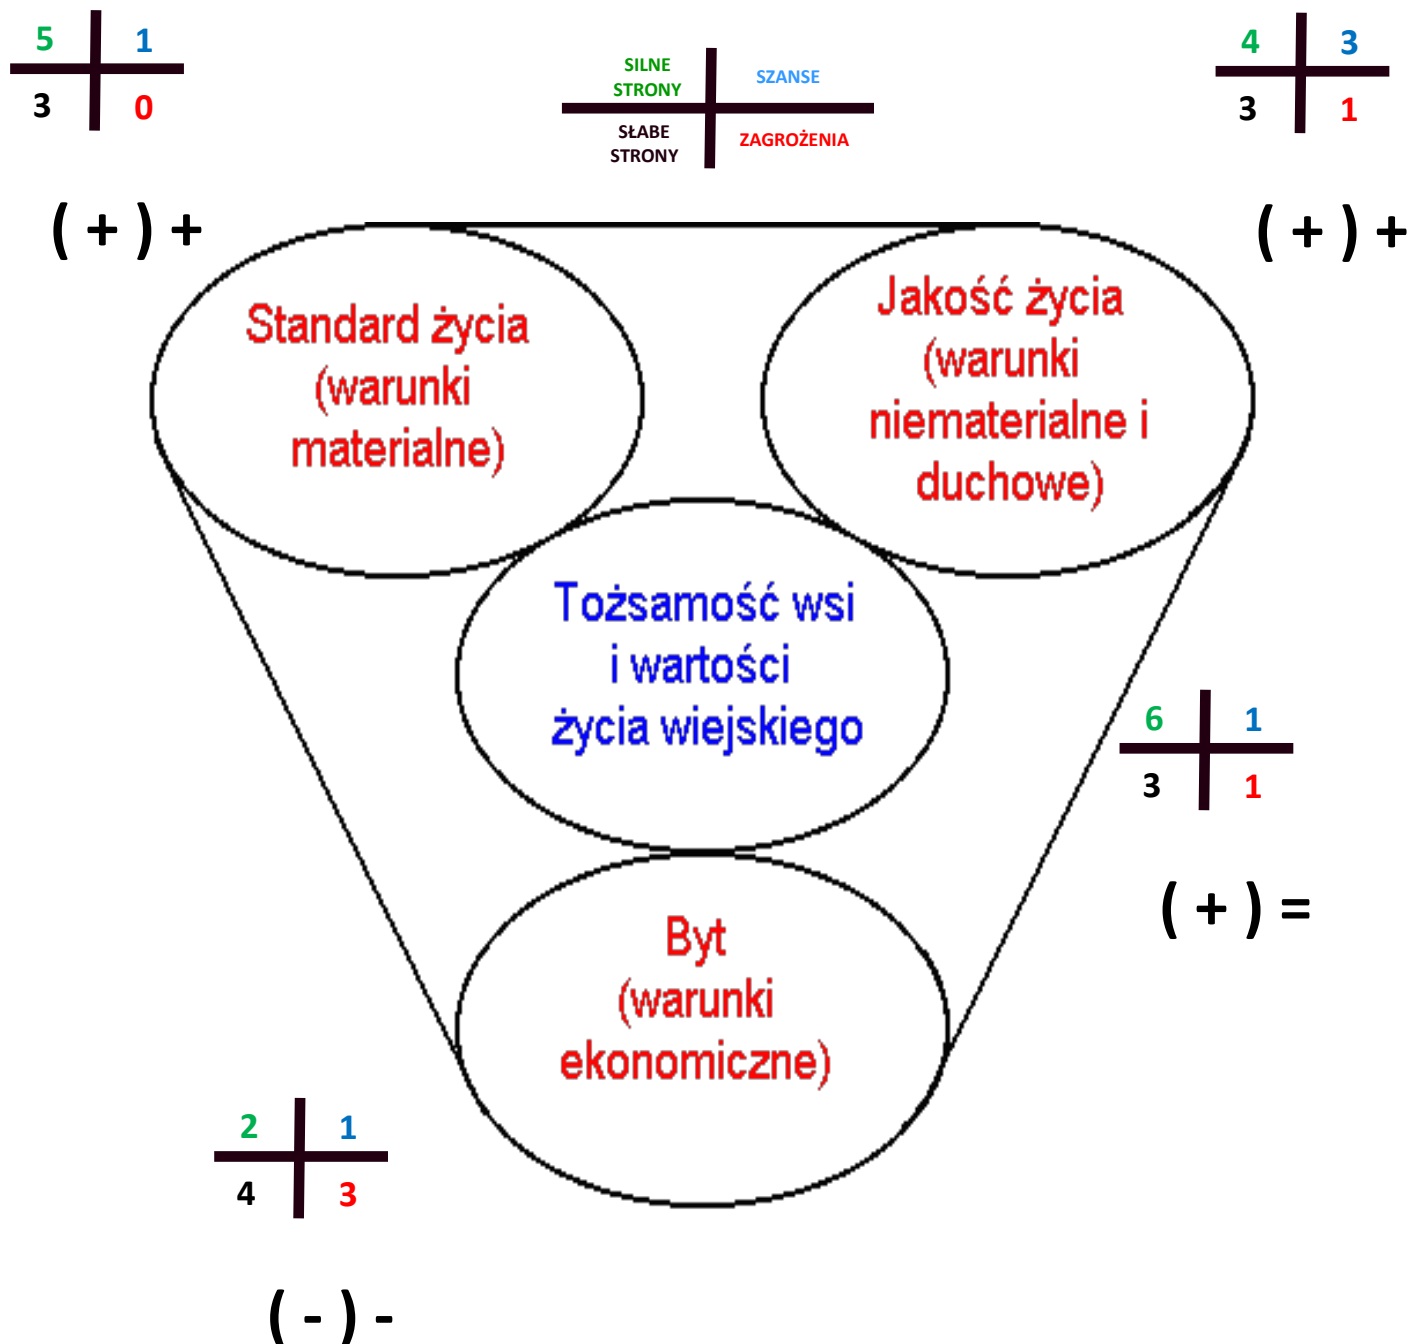 5 1
3 0
( + ) +
SILNE
STRONY
SZANSE
SŁABE
STRONY
ZAGROŻENIA
4 3
3 1
( + ) +
Standard życia
(warunki
materialne)
Jakość życia
(warunki
niematerialne i
duchowe)
Tożsamość wsi
i wartości
życia wiejskiego
6 1
3 1
( + ) =
Byt
(warunki
ekonomiczne)
2 1
4 3
( - ) -